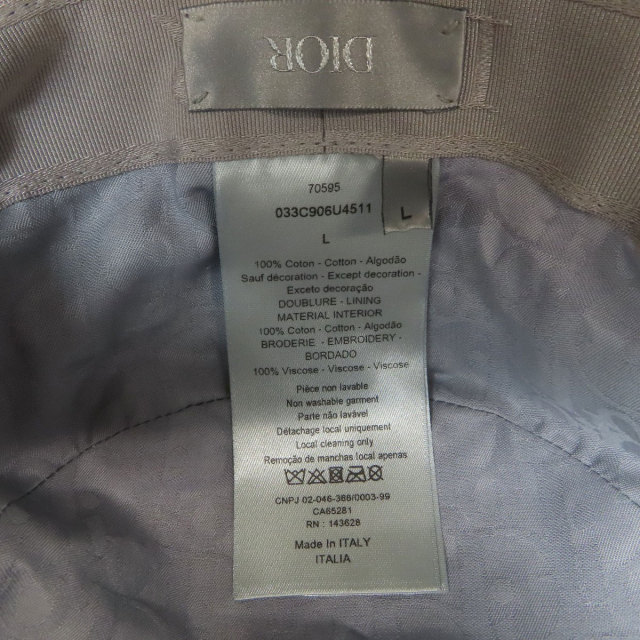 DIOR
70595
033C906U4511
L
L
100% Coton - Cotton - Algodão
Sauf décoration - Except decoration -
Exceto decoração
DOUBLURE - LINING
MATERIAL INTERIOR
100% Coton - Cotton - Algodão
BRODERIE - EMBROIDERY -
BORDADO
100% Viscose - Viscose - Viscose
Pièce non lavable
Non washable garment
Parte não lavável
Détachage local uniquement
Local cleaning only
Remoção de manchas local apenas
CNPJ 02-046-366/0003-99
CA65281
RN : 143628
Made In ITALY
ITALIA